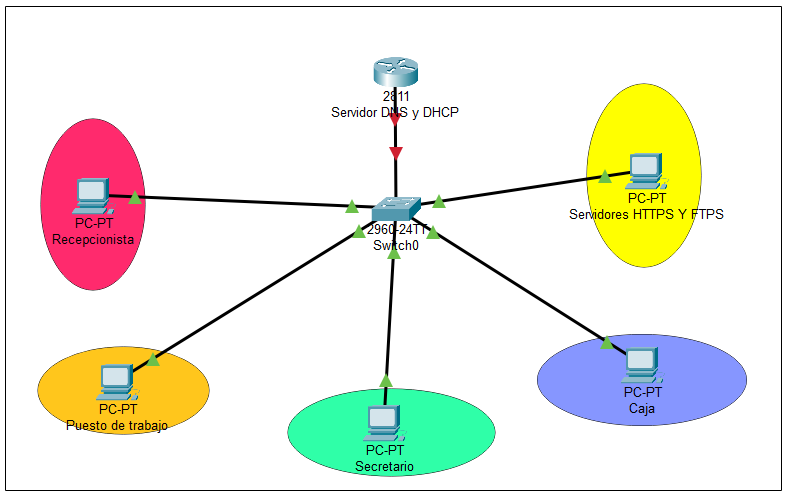 2811
Servidor DNS y DHCP
PC-PT
Recepcionista
PC-PT
Servidores HTTPS Y FTPS
2960-24TT
Switch0
PC-PT
Puesto de trabajo
PC-PT
Secretario
PC-PT
Caja